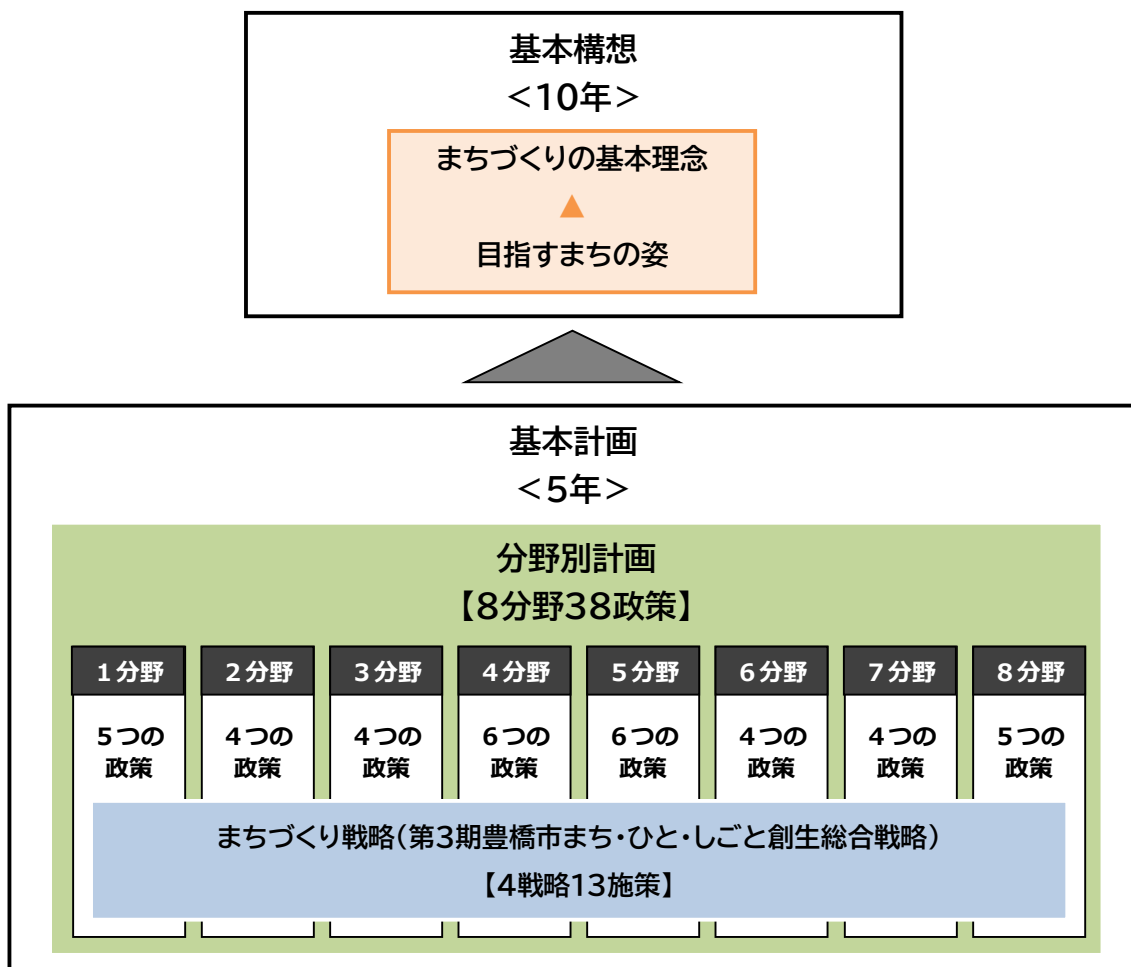 基本構想
<10年>
まちづくりの基本理念
▲
目指すまちの姿
基本計画
<5年>
分野別計画
【8分野38政策】
1分野
2分野
3分野
4分野
5分野
6分野
7分野
8分野
5つの
政策
4つの
政策
4つの
政策
6つの
政策
6つの
政策
4つの
政策
4つの
政策
5つの
政策
まちづくり戦略(第3期豊橋市まち・ひと・しごと創生総合戦略)
【4戦略13施策】